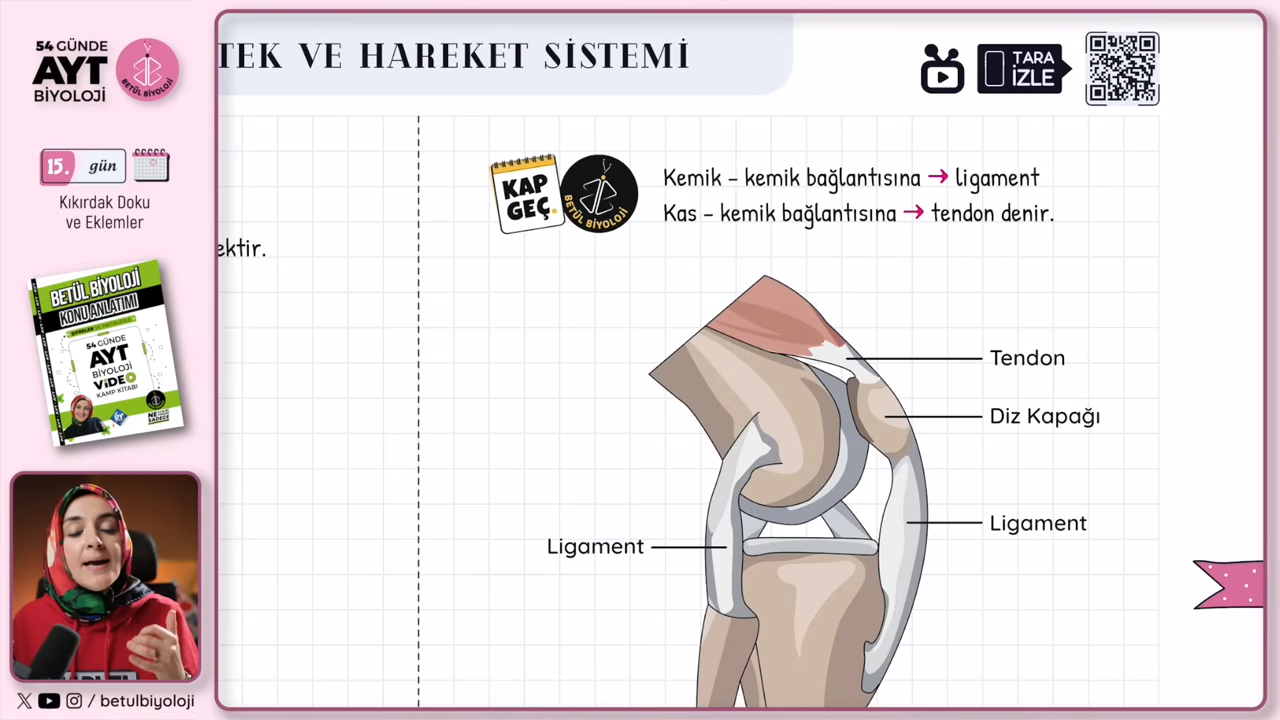 54 GÜNDE
AYT
BİYOLOJİ
BETÜL BİYOLOJİ
15. gün
Kıkırdak Doku
ve Eklemler
BETÜL BİYOLOJİ
KONU ANLATIMI
54 GÜNDE
AYT
BİYOLOJİ
VİDEO
KAMP KİTABI
/ betulbiyoloji
TEK VE HAREKET SİSTEMİ
TARA
İZLE
ektir.
KAP
GEÇ.
BETÜL BİYOLOJİ
Kemik – kemik bağlantısına → ligament
Kas – kemik bağlantısına → tendon denir.
Tendon
Diz Kapağı
Ligament
Ligament